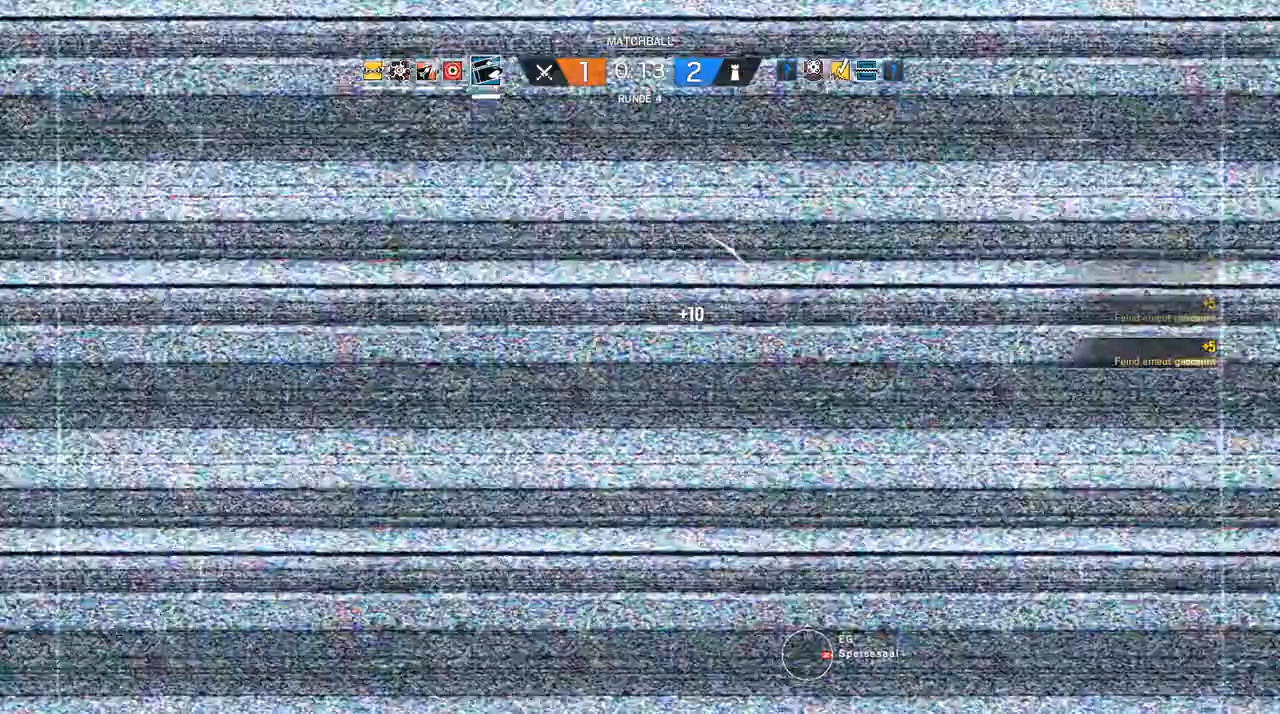 MATCHBALL
1 0:13 2
RUNDE 4
+10
+5
Feind erneut gescannt
+5
Feind erneut gescannt
EG
Speisesaal